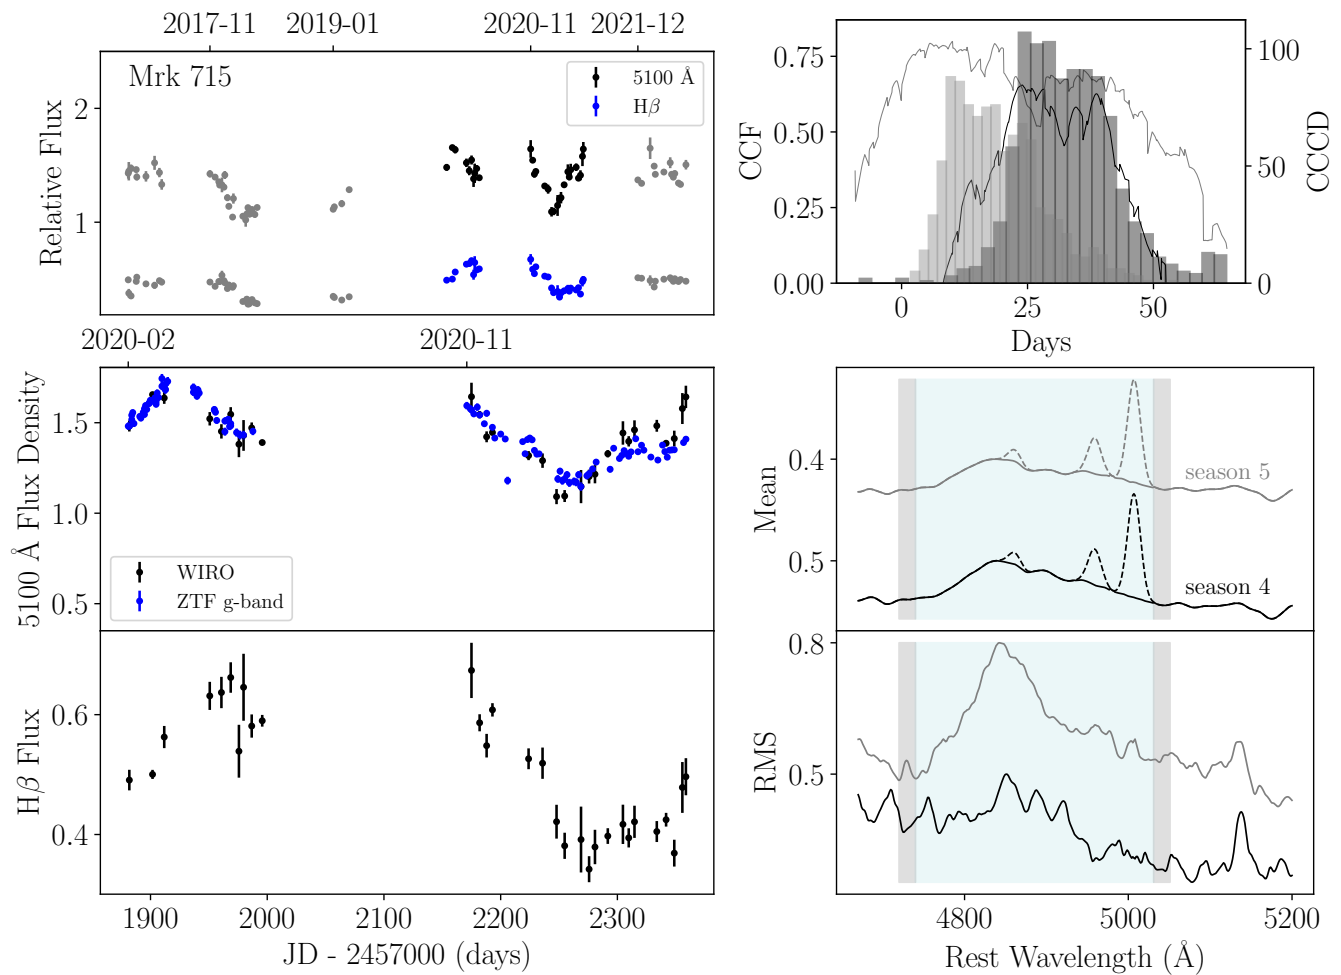 2017-11 2019-01 2020-11 2021-12
Mrk 715
5100 Å
Hβ
2
1
Relative Flux
0.75
0.50
0.25
0.00
CCF
100
50
0
CCCD
0 25 50
Days
2020-02 2020-11
1.5
1.0
0.5
5100 Å Flux Density
WIRO
ZTF g-band
0.6
0.4
Hβ Flux
1900 2000 2100 2200 2300
JD - 2457000 (days)
0.4
0.5
Mean
season 5
season 4
0.8
0.5
RMS
4800 5000 5200
Rest Wavelength (Å)